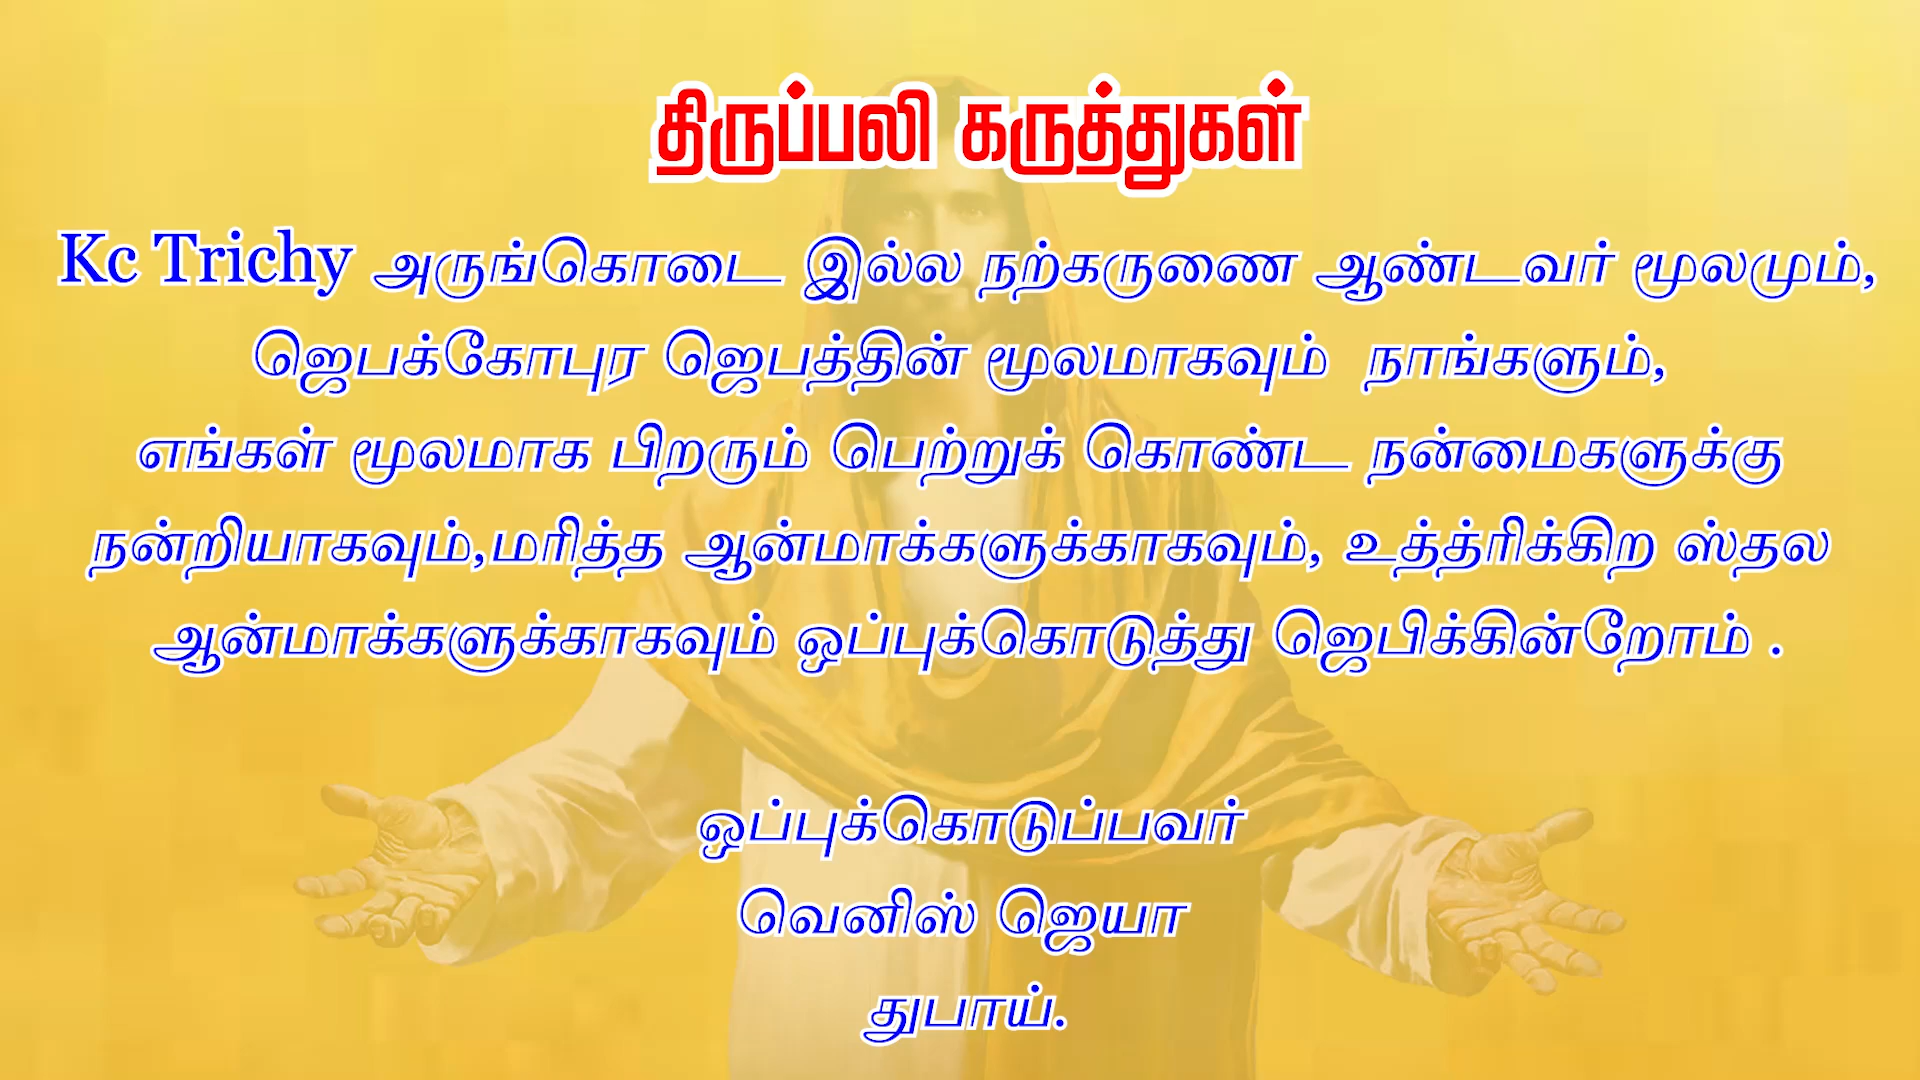 திருப்பலி கருத்துகள்
Kc Trichy அருங்கொடை இல்ல நற்கருணை ஆண்டவர் மூலமும்,
ஜெபக்கோபுர ஜெபத்தின் மூலமாகவும் நாங்களும்,
எங்கள் மூலமாக பிறரும் பெற்றுக் கொண்ட நன்மைகளுக்கு
நன்றியாகவும்,மரித்த ஆன்மாக்களுக்காகவும், உத்த்ரிக்கிற ஸ்தல
ஆன்மாக்களுக்காகவும் ஒப்புக்கொடுத்து ஜெபிக்கின்றோம் .
ஒப்புக்கொடுப்பவர்
வெனிஸ் ஜெயா
துபாய்.